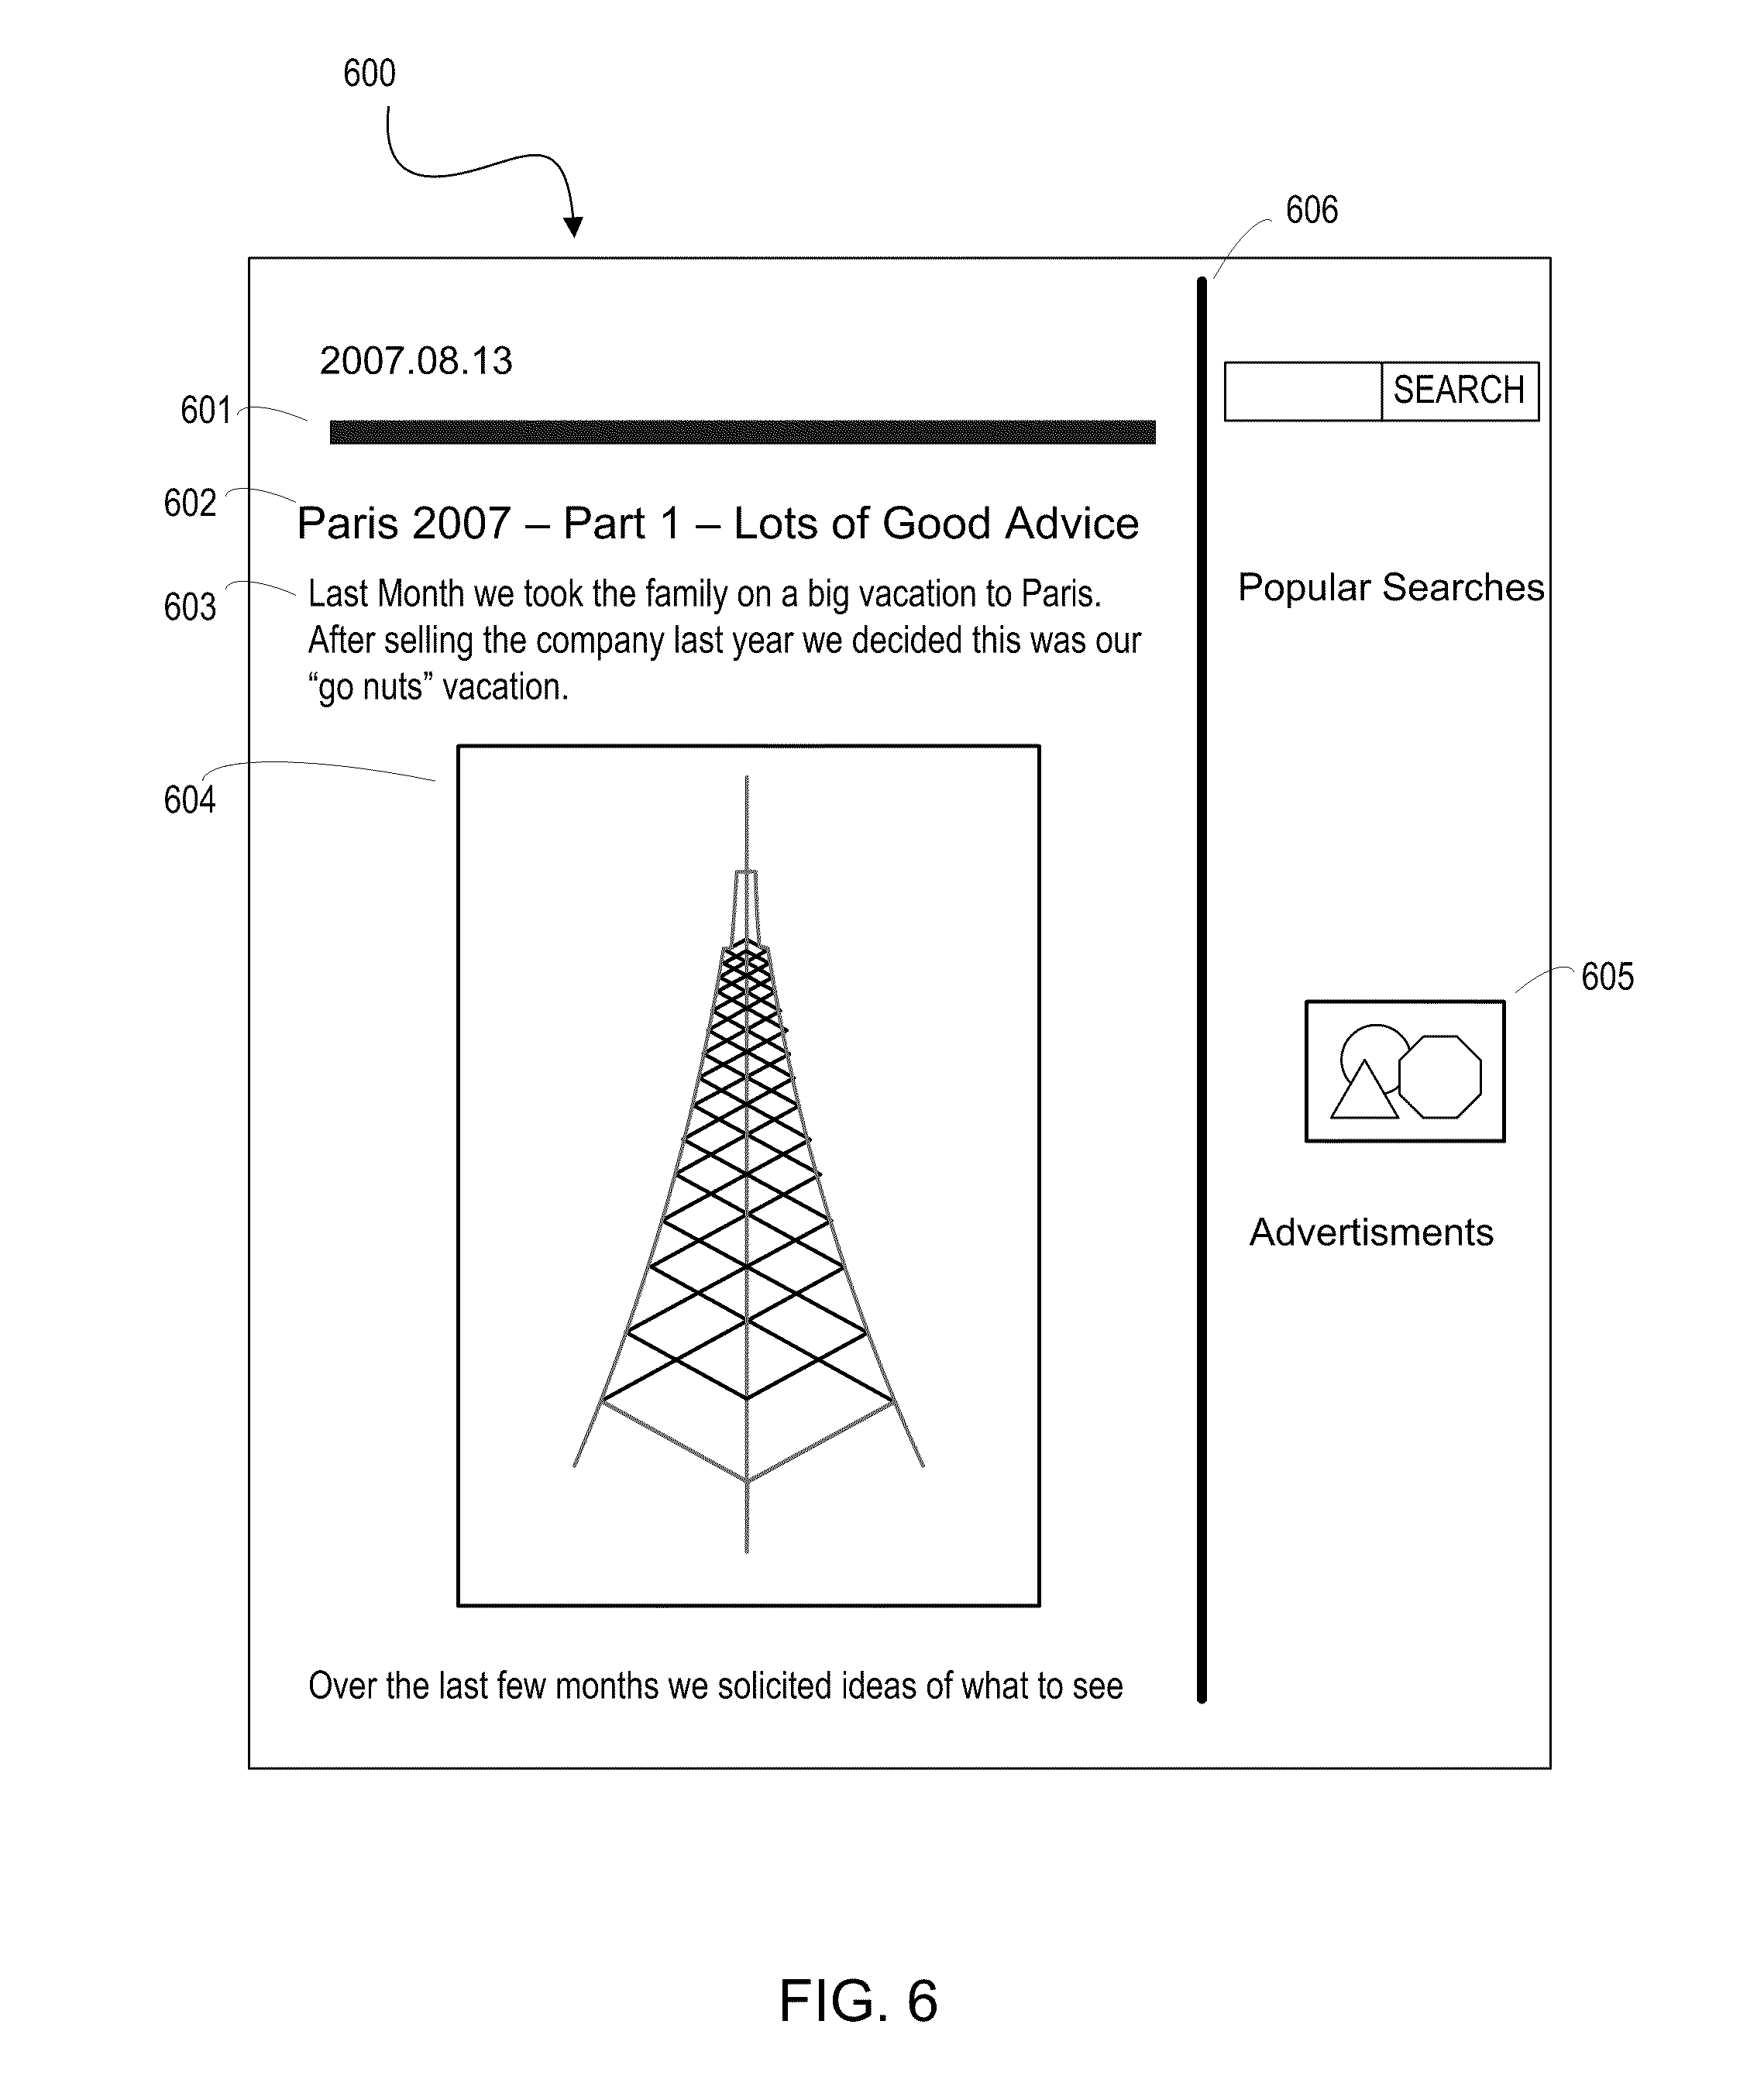 600
606
2007.08.13
601
SEARCH
602
Paris 2007 – Part 1 – Lots of Good Advice
603
Last Month we took the family on a big vacation to Paris.
After selling the company last year we decided this was our
“go nuts” vacation.
Popular Searches
604
605
Advertisments
Over the last few months we solicited ideas of what to see
FIG. 6